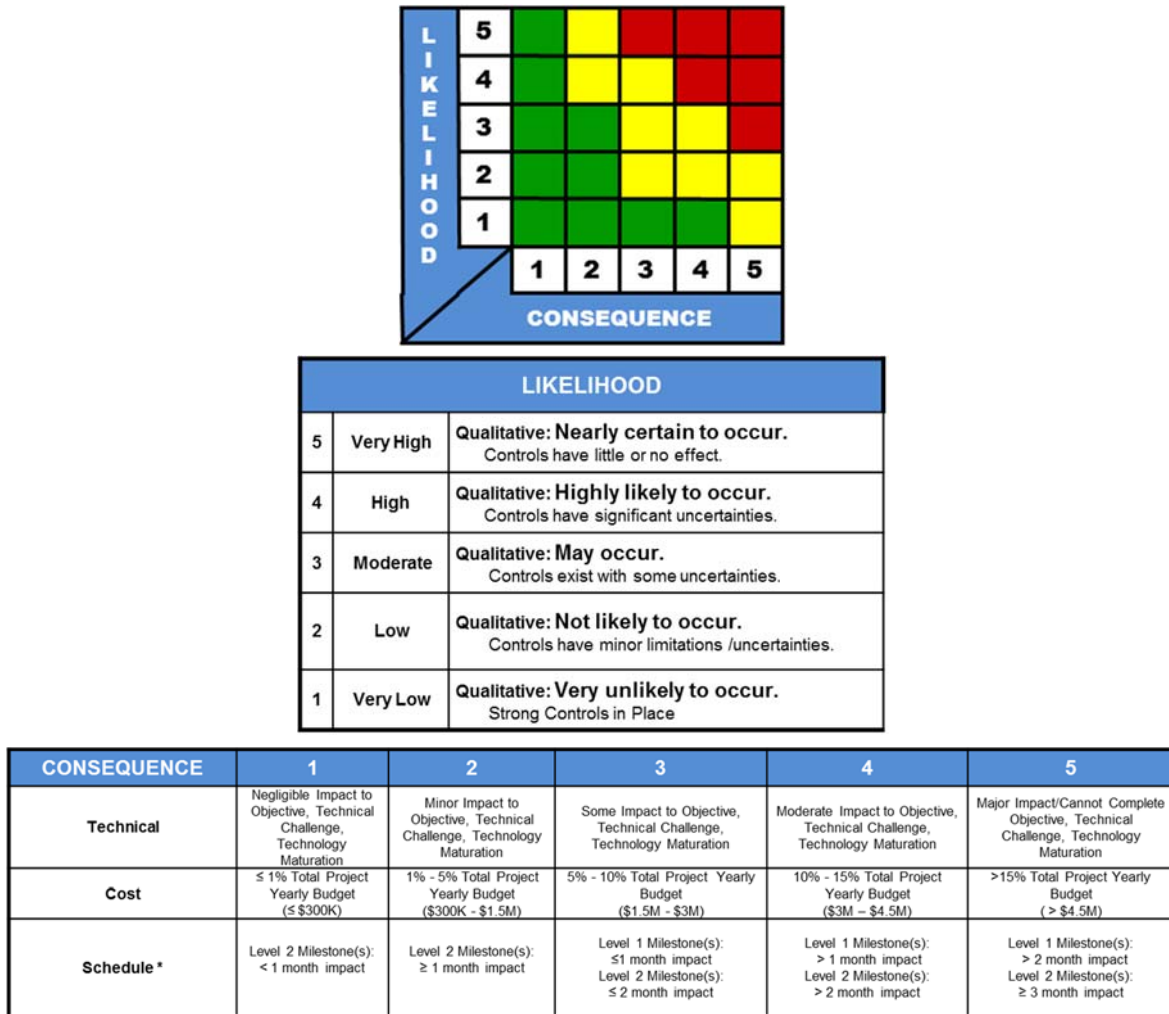 LIKELIHOOD
5
4
3
2
1
1 2 3 4 5
CONSEQUENCE
LIKELIHOOD
5 Very High Qualitative: Nearly certain to occur.
Controls have little or no effect.
4 High Qualitative: Highly likely to occur.
Controls have significant uncertainties.
3 Moderate Qualitative: May occur.
Controls exist with some uncertainties.
2 Low Qualitative: Not likely to occur.
Controls have minor limitations /uncertainties.
1 Very Low Qualitative: Very unlikely to occur.
Strong Controls in Place
CONSEQUENCE 1 2 3 4 5
Technical
Negligible Impact to
Objective, Technical
Challenge,
Technology
Maturation
Minor Impact to
Objective, Technical
Challenge, Technology
Maturation
Some Impact to Objective,
Technical Challenge,
Technology Maturation
Moderate Impact to Objective,
Technical Challenge,
Technology Maturation
Major Impact/Cannot Complete
Objective, Technical
Challenge, Technology
Maturation
Cost
≤ 1% Total Project
Yearly Budget
(≤ $300K)
1% - 5% Total Project
Yearly Budget
($300K - $1.5M)
5% - 10% Total Project Yearly
Budget
($1.5M - $3M)
10% - 15% Total Project
Yearly Budget
($3M – $4.5M)
>15% Total Project Yearly
Budget
( > $4.5M)
Schedule *
Level 2 Milestone(s):
< 1 month impact
Level 2 Milestone(s):
≥ 1 month impact
Level 1 Milestone(s):
≤1 month impact
Level 2 Milestone(s):
≤ 2 month impact
Level 1 Milestone(s):
> 1 month impact
Level 2 Milestone(s):
> 2 month impact
Level 1 Milestone(s):
> 2 month impact
Level 2 Milestone(s):
≥ 3 month impact